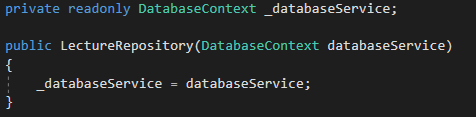 private readonly DatabaseContext _databaseService;
public LectureRepository(DatabaseContext databaseService)
{
_databaseService = databaseService;
}